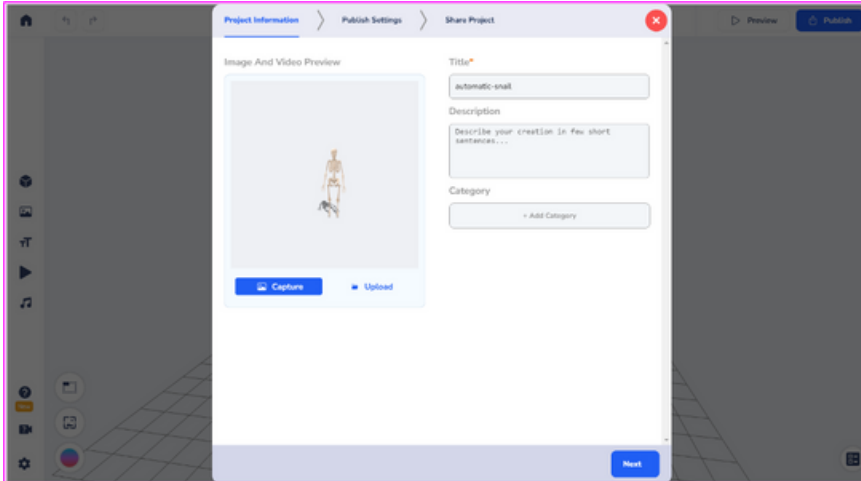 Project Information
Publish Settings
Share Project
Preview
Publish
Image And Video Preview
Title*
automatic-snail
Description
Describe your creation in few short
sentences...
Category
+ Add Category
Capture
Upload
Next